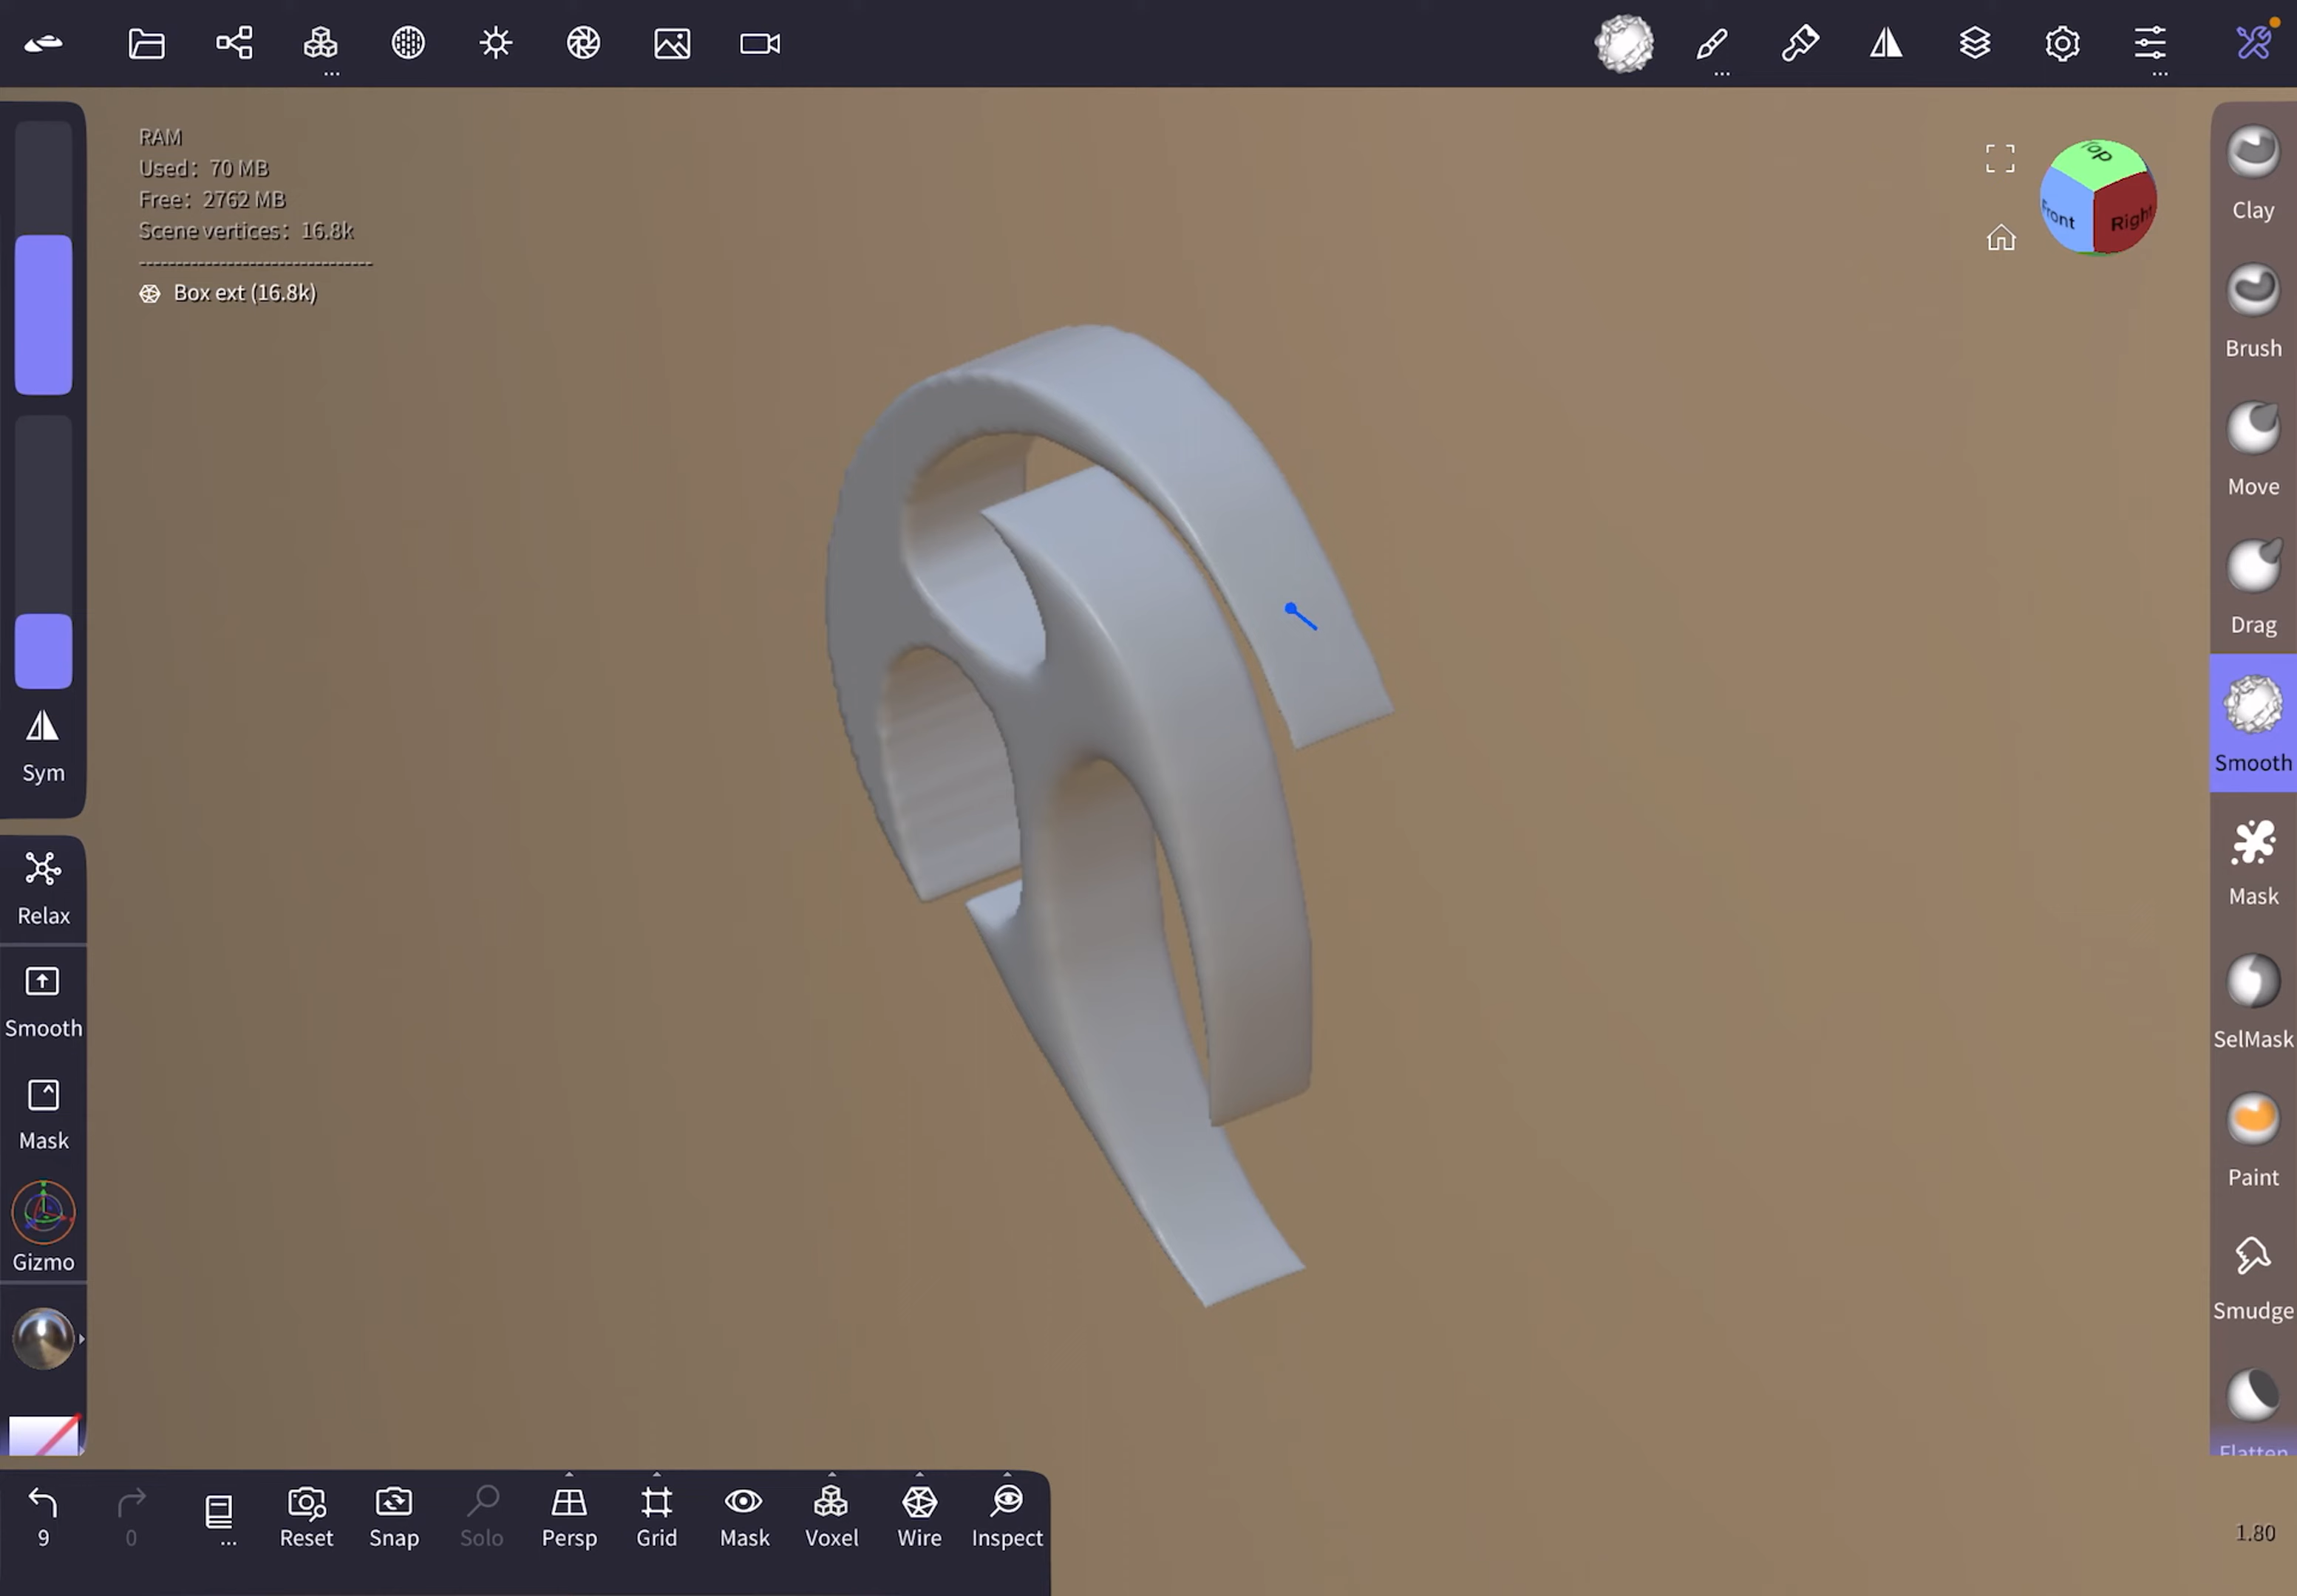 RAM
Used: 70 MB
Free: 2762 MB
Scene vertices: 16.8k
--------------------------------
Box ext (16.8k)
Top
Front
Right
Clay
Brush
Move
Drag
Smooth
Mask
SelMask
Paint
Smudge
Flatten
Sym
Relax
Smooth
Mask
Gizmo
9
0
...
Reset
Snap
Solo
Persp
Grid
Mask
Voxel
Wire
Inspect
1.80